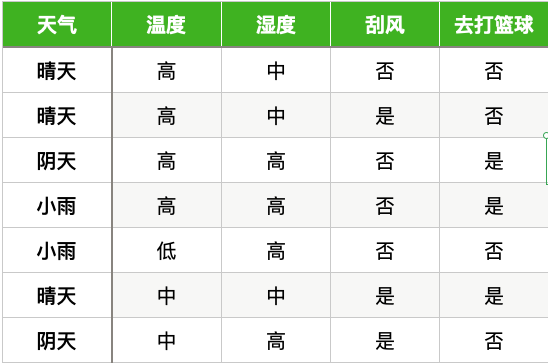 天气 温度 湿度 刮风 去打篮球
晴天 高 中 否 否
晴天 高 中 是 否
阴天 高 高 否 是
小雨 高 高 否 是
小雨 低 高 否 否
晴天 中 中 是 是
阴天 中 高 是 否